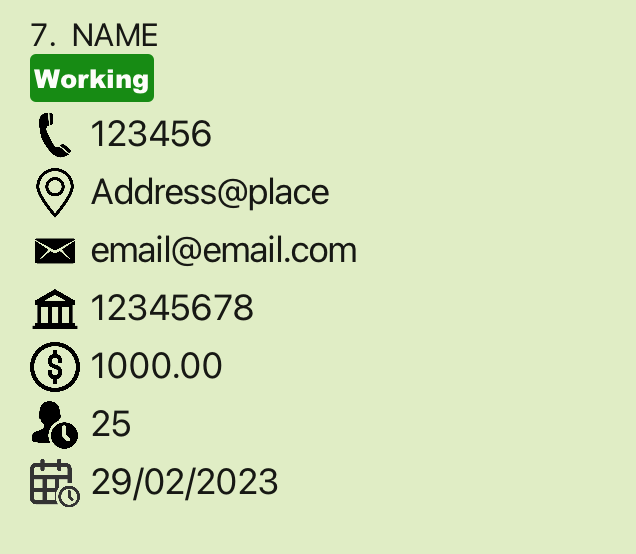 7. NAME
Working
123456
Address@place
email@email.com
12345678
1000.00
25
29/02/2023